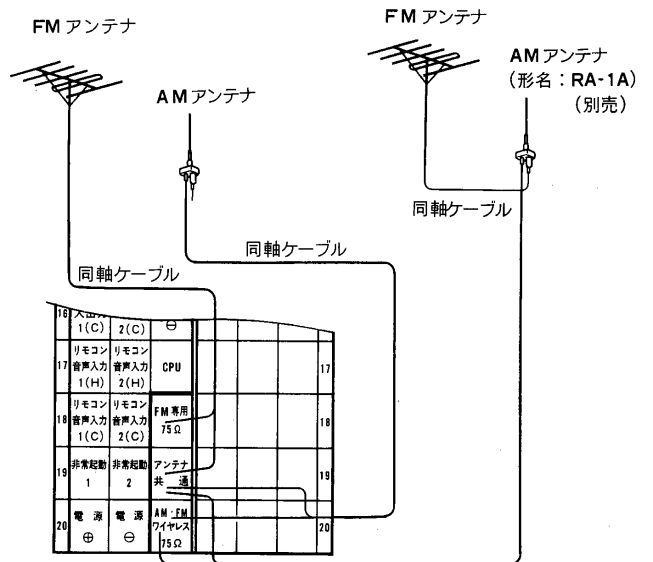 FMアンテナ
AMアンテナ
FMアンテナ
AMアンテナ
(形名:RA-1A)
(別売)
同軸ケーブル
同軸ケーブル
同軸ケーブル
16
1(C)
2(C)
⊖
17
リモコン
音声入力
1(H)
リモコン
音声入力
2(H)
CPU
17
18
リモコン
音声入力
1(C)
リモコン
音声入力
2(C)
FM専用
75Ω
18
19
非常起動
1
非常起動
2
アンテナ
共通
19
20
電源
⊕
電源
⊖
AM・FM
ワイヤレス
75Ω
20